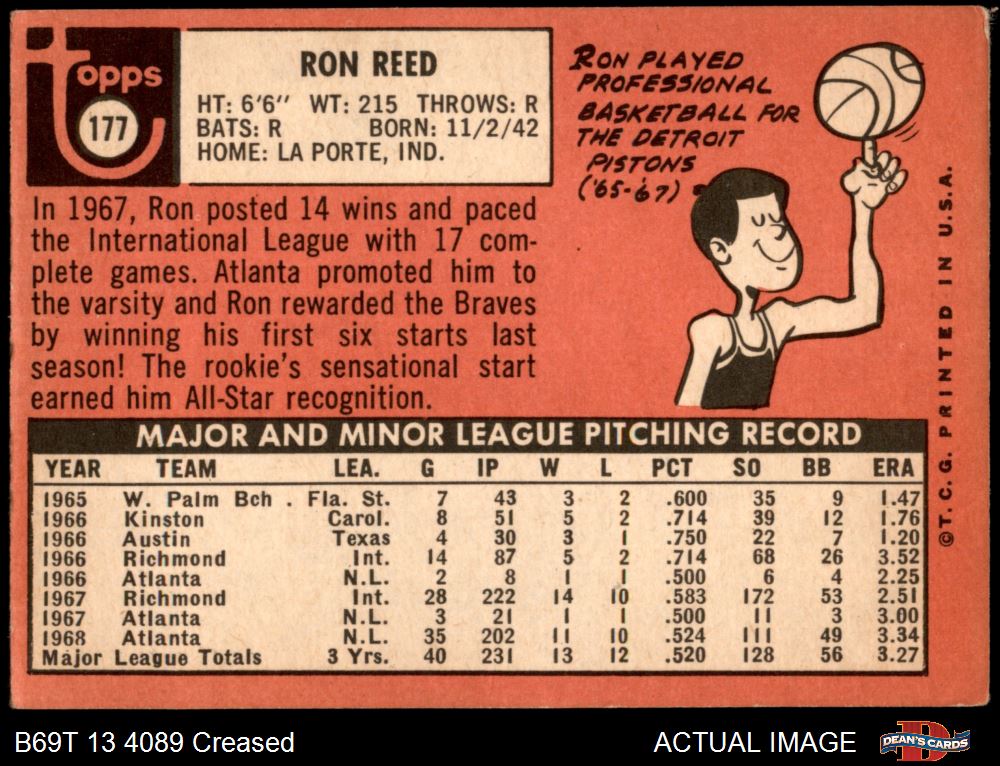 Topps
177
RON REED
HT: 6'6" WT: 215 THROWS: R
BATS: R BORN: 11/2/42
HOME: LA PORTE, IND.
RON PLAYED
PROFESSIONAL
BASKETBALL FOR
THE DETROIT
PISTONS
('65-'67)
In 1967, Ron posted 14 wins and paced
the International League with 17 com-
plete games. Atlanta promoted him to
the varsity and Ron rewarded the Braves
by winning his first six starts last
season! The rookie's sensational start
earned him All-Star recognition.
MAJOR AND MINOR LEAGUE PITCHING RECORD
YEAR TEAM LEA. G IP W L PCT SO BB ERA
1965 W. Palm Bch . Fla. St. 7 43 3 2 .600 35 9 1.47
1966 Kinston Carol. 8 51 5 2 .714 39 12 1.76
1966 Austin Texas 4 30 3 1 .750 22 7 1.20
1966 Richmond Int. 14 87 5 2 .714 68 26 3.52
1966 Atlanta N.L. 2 8 1 1 .500 6 4 2.25
1967 Richmond Int. 28 222 14 10 .583 172 53 2.51
1967 Atlanta N.L. 3 21 1 1 .500 11 3 3.00
1968 Atlanta N.L. 35 202 11 10 .524 111 49 3.34
Major League Totals 3 Yrs. 40 231 13 12 .520 128 56 3.27
©T. C. G. PRINTED IN U.S.A.
B69T 13 4089 Creased
ACTUAL IMAGE
D
DEAN'S CARDS